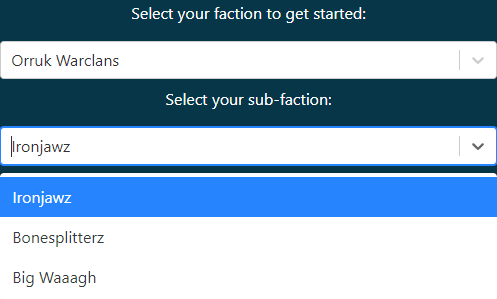 Select your faction to get started:
Orruk Warclans
Select your sub-faction:
Ironjawz
Ironjawz
Bonesplitterz
Big Waaagh